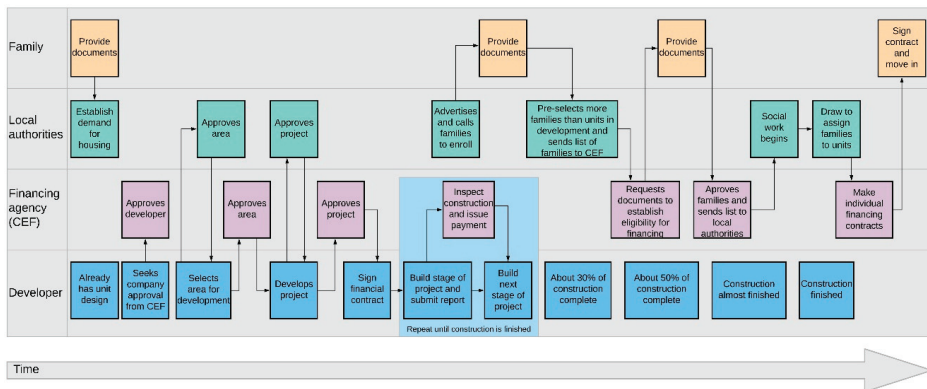 Family
Provide
documents
Provide
documents
Provide
documents
Sign
contract
and
move in
Local
authorities
Establish
demand
for
housing
Approves
area
Approves
project
Advertises
and calls
families
to enroll
Pre-selects more
families than units in
development and
sends list of
families to CEF
Social
work
begins
Draw to
assign
families
to units
Financing
agency
(CEF)
Approves
developer
Approves
area
Approves
project
Inspect
construction
and issue
payment
Requests
documents to
establish
eligibility for
financing
Aproves
families and
sends list to
local
authorities
Make
individual
financing
contracts
Developer
Already
has unit
design
Seeks
company
approval
from CEF
Selects
area for
development
Develops
project
Sign
financial
contract
Build stage of
project and
submit report
Build
next
stage of
project
About 30% of
construction
complete
About 50% of
construction
complete
Construction
almost finished
Construction
finished
Repeat until construction is finished
Time